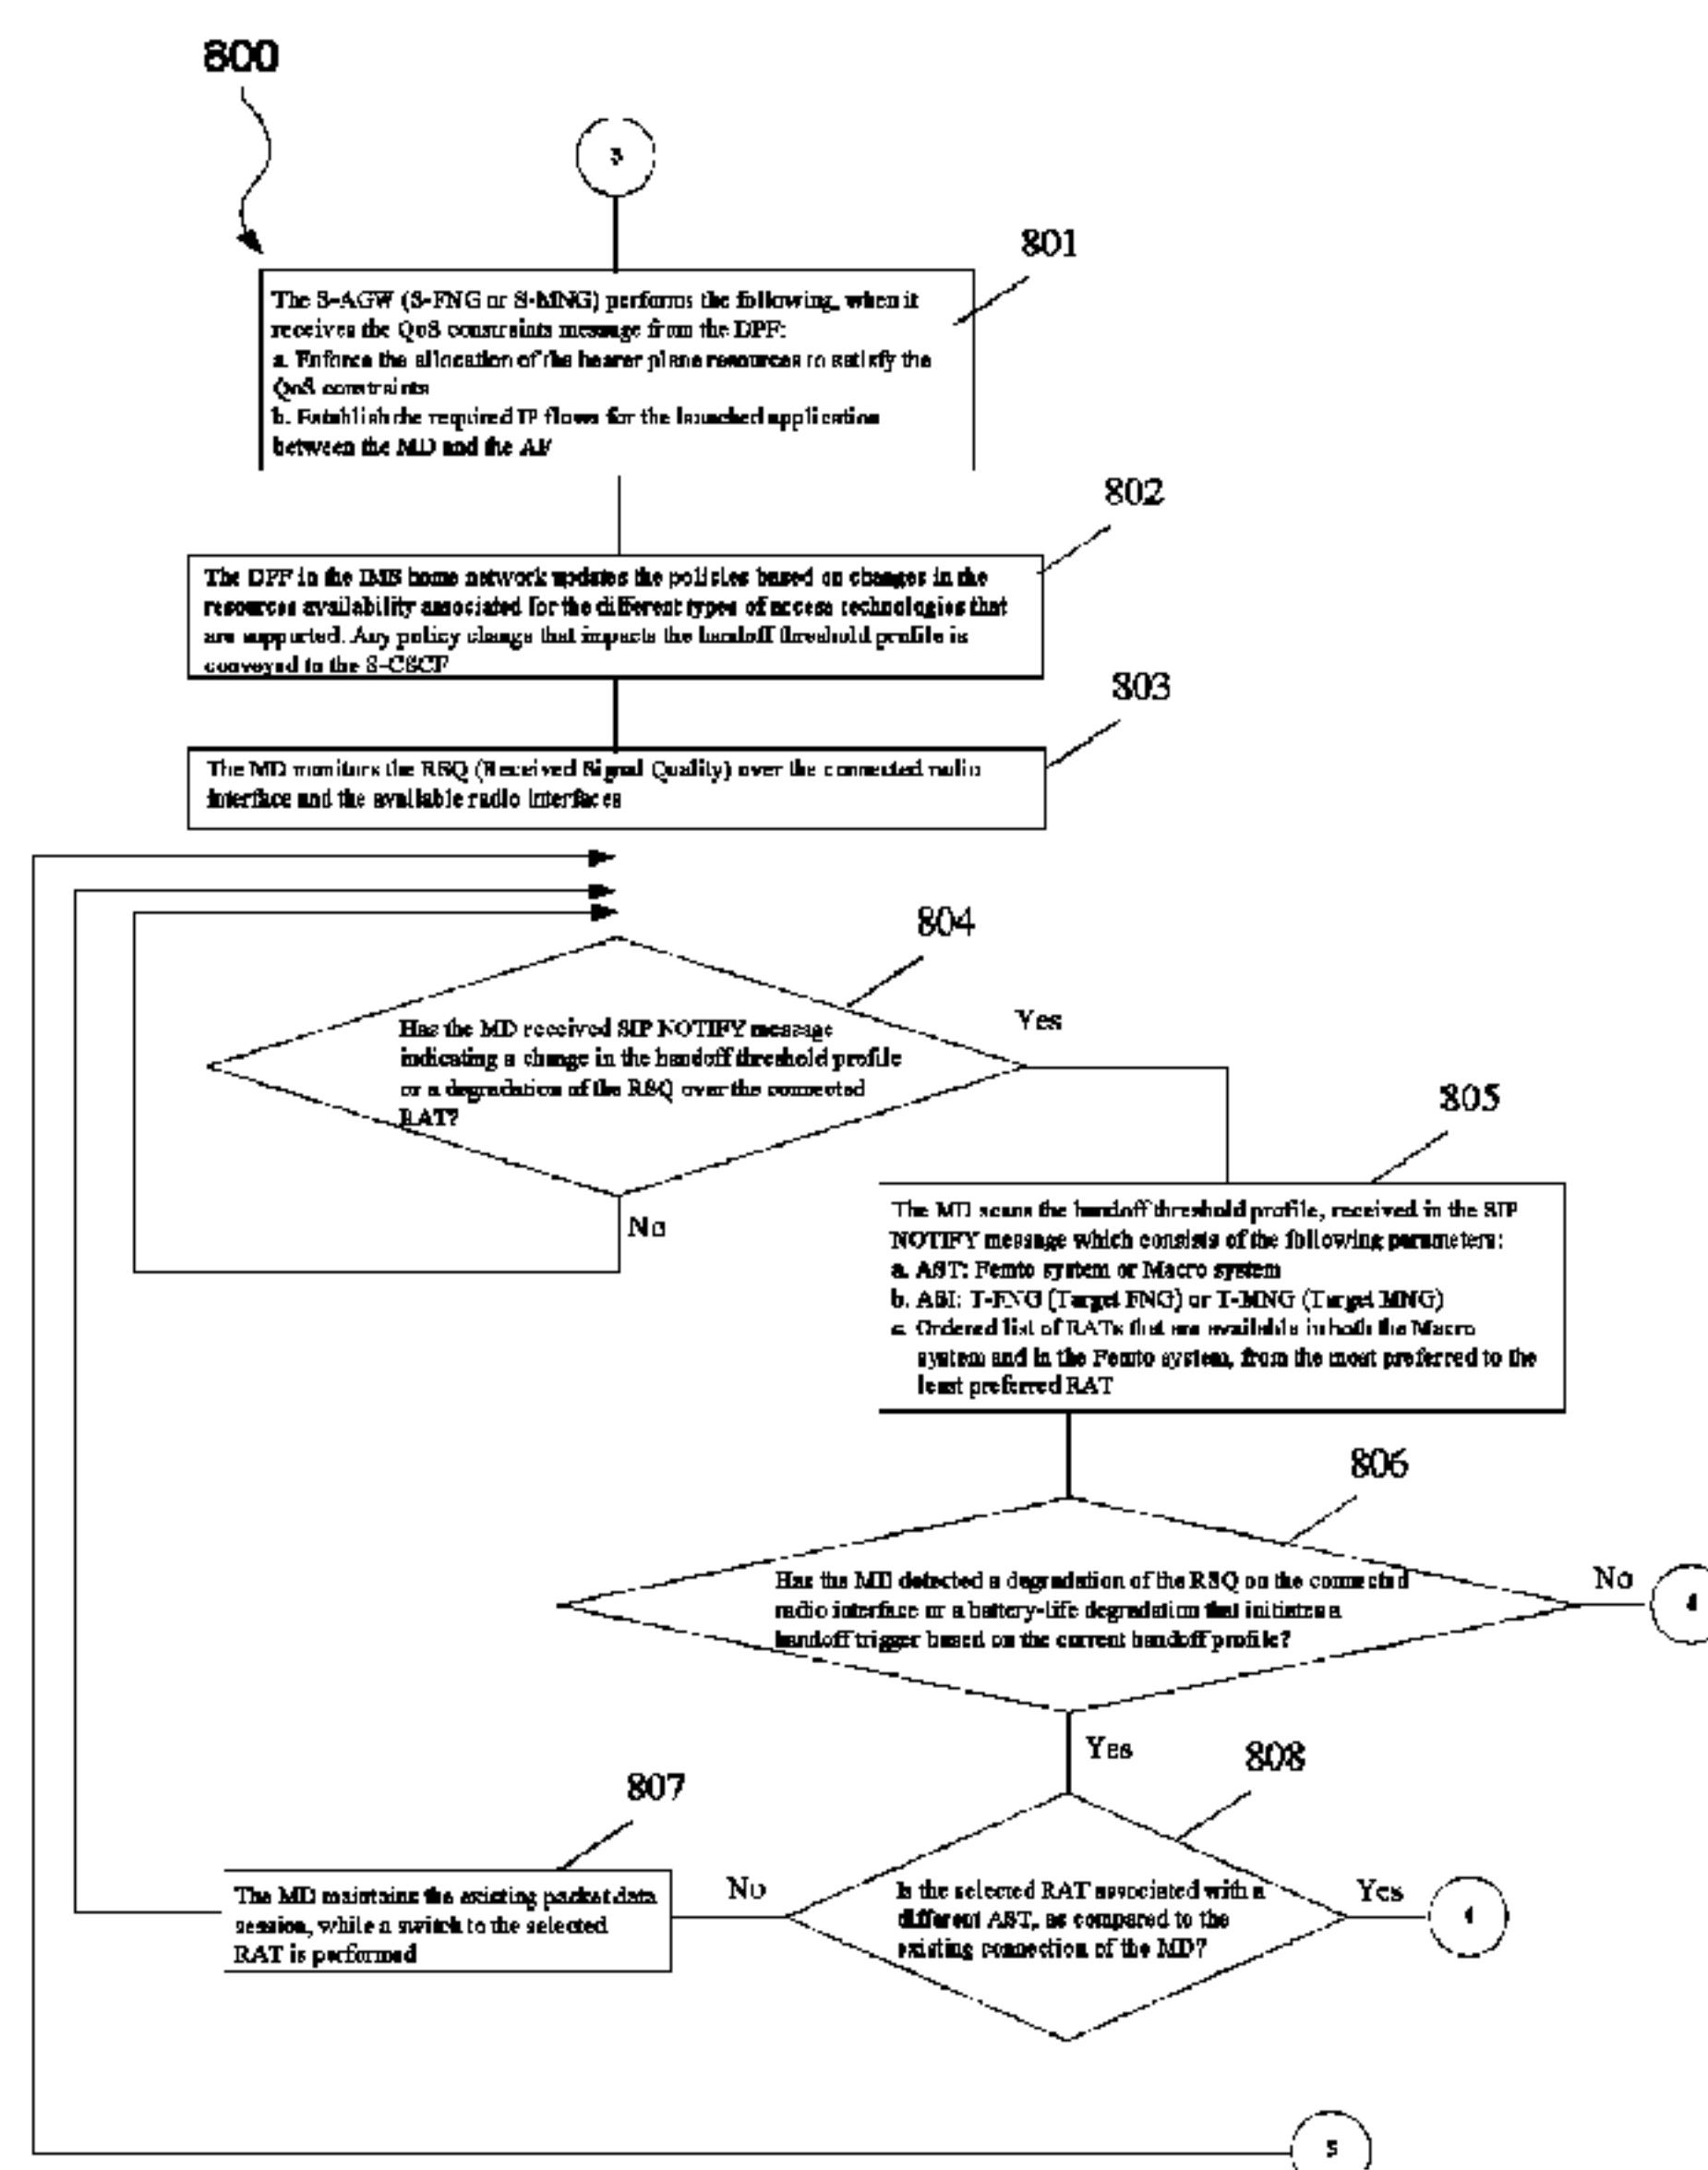 800
3
801
The S-AGW (S-FNG or S-MNG) performs the following, when it
receives the QoS constraints message from the DPF:
a. Enforce the allocation of the bearer plane resources to satisfy the
QoS constraints
b. Establish the required IP flows for the launched application
between the MD and the AF
802
The DPF in the IMS home network updates the policies based on changes in the
resources availability associated for the different types of access technologies that
are supported. Any policy change that impacts the handoff threshold profile is
conveyed to the S-CSCF
803
The MD monitors the RSQ (Received Signal Quality) over the connected radio
interface and the available radio interfaces
804
Has the MD received SIP NOTIFY message
indicating a change in the handoff threshold profile
or a degradation of the RSQ over the connected
RAT?
Yes
No
805
The MD scans the handoff threshold profile, received in the SIP
NOTIFY message which consists of the following parameters:
a. AST: Femto system or Macro system
b. ASI: T-FNG (Target FNG) or T-MNG (Target MNG)
c. Ordered list of RATs that are available in both the Macro
system and in the Femto system, from the most preferred to the
least preferred RAT
806
Has the MD detected a degradation of the RSQ on the connected
radio interface or a battery-life degradation that initiates a
handoff trigger based on the current handoff profile?
No
4
Yes
807
808
The MD maintains the existing packet data
session, while a switch to the selected
RAT is performed
No
Is the selected RAT associated with a
different AST, as compared to the
existing connection of the MD?
Yes
4
5